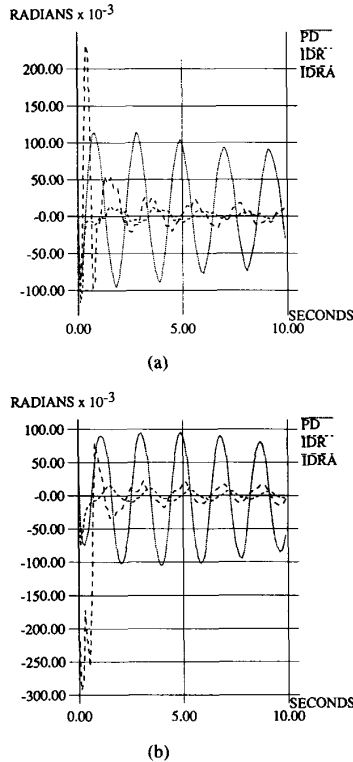 RADIANS x 10-3
PD
IDR
IDRA
200.00
150.00
100.00
50.00
-0.00
-50.00
-100.00
SECONDS
0.00 5.00 10.00
(a)
RADIANS x 10-3
PD
IDR
IDRA
100.00
50.00
-0.00
-50.00
-100.00
-150.00
-200.00
-250.00
-300.00
SECONDS
0.00 5.00 10.00
(b)